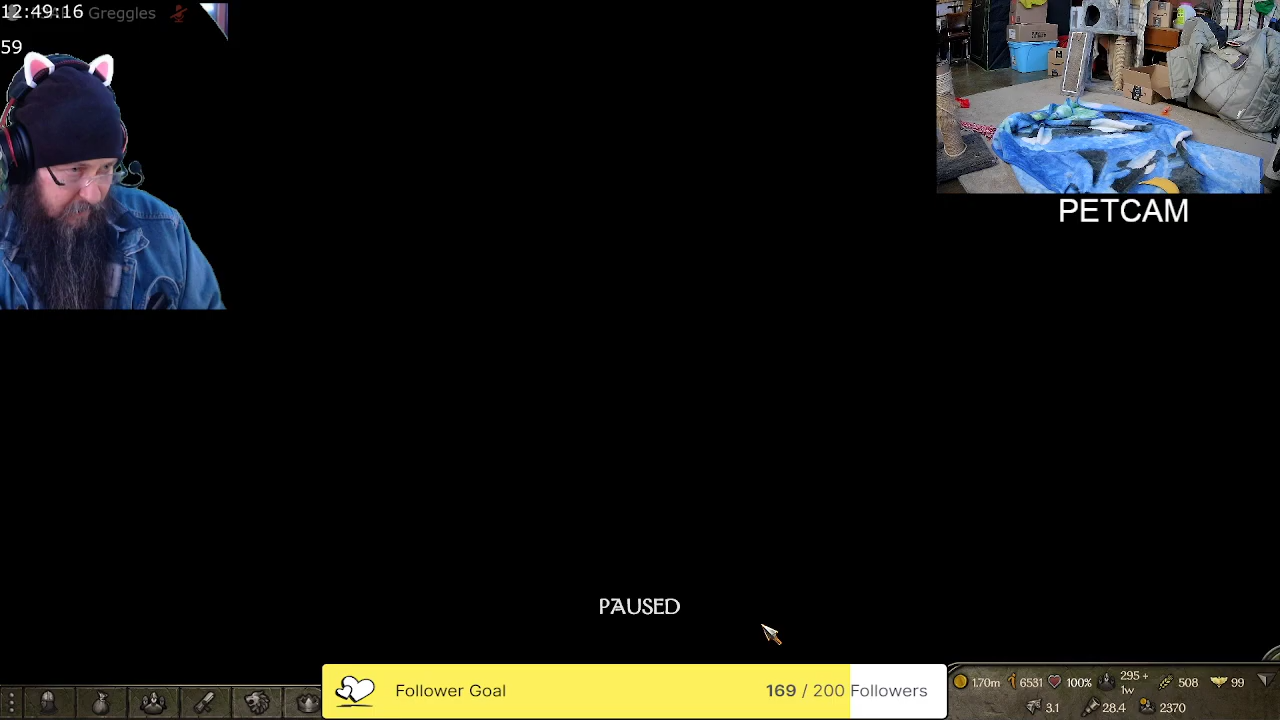 12:49:16 Greggles
59
PETCAM
PAUSED
Follower Goal 169 / 200 Followers
1.70m 6531 100% 295 + 1w 508 99
3.1 28.4 2370